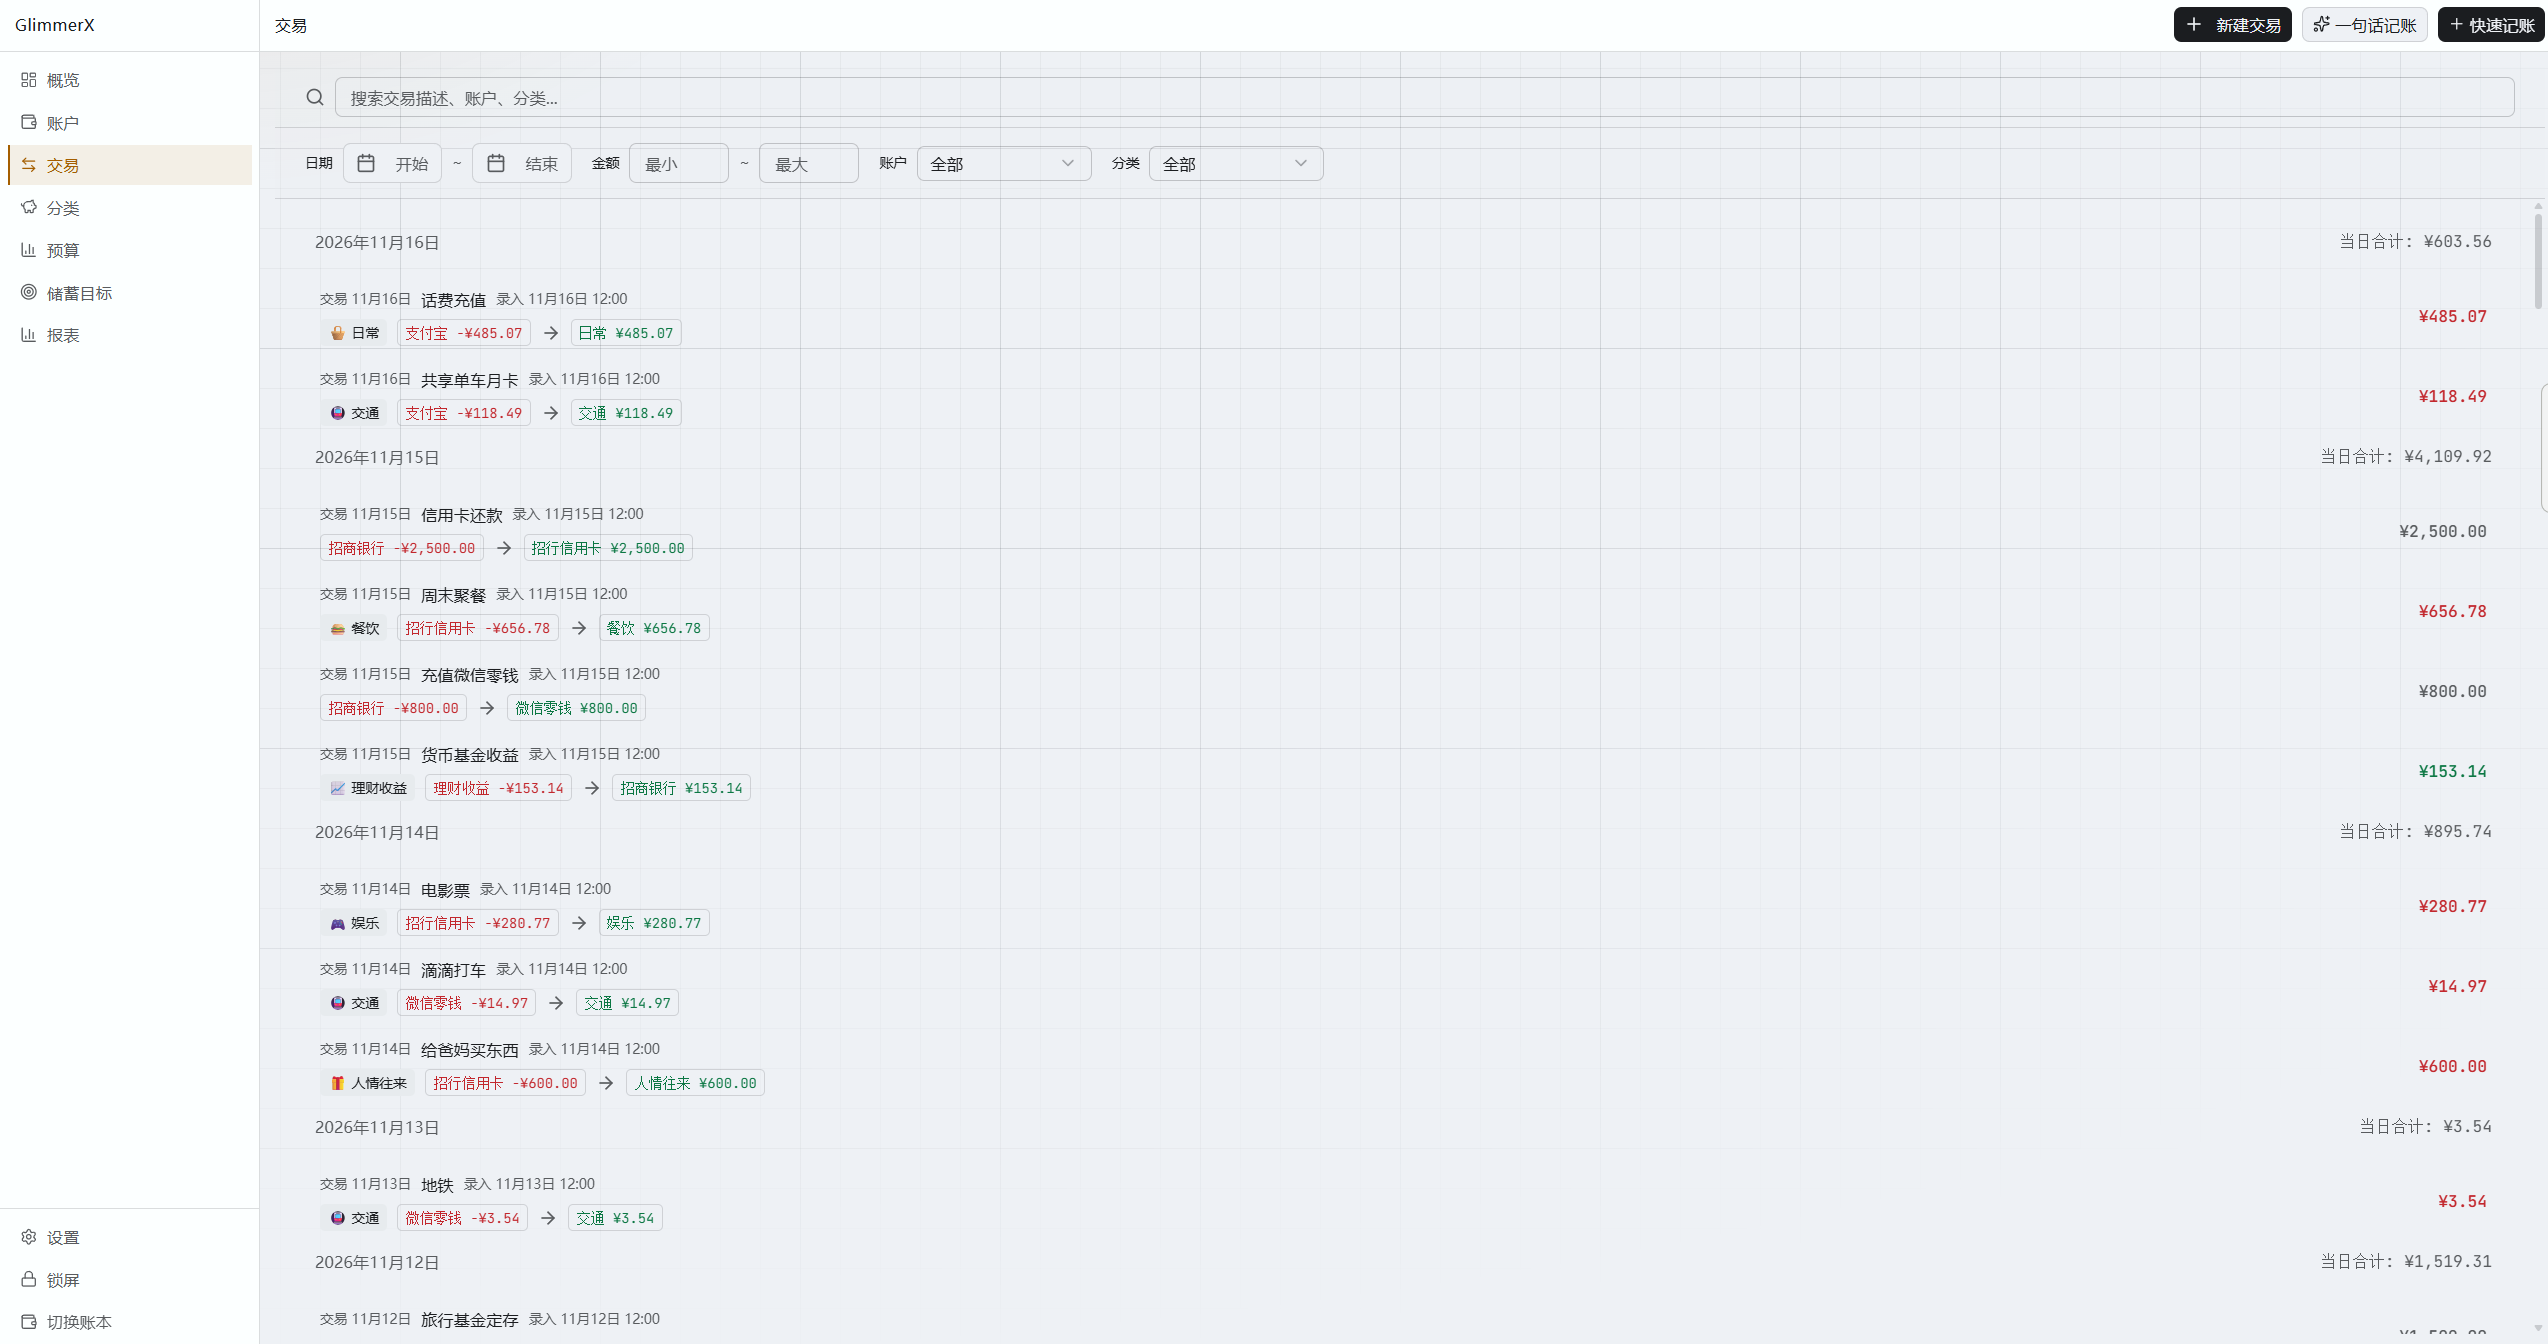 GlimmerX
概览
账户
交易
分类
预算
储蓄目标
报表
设置
锁屏
切换账本
交易
新建交易
一句话记账
快速记账
搜索交易描述、账户、分类...
日期 开始 ~ 结束 金额 最小 ~ 最大 账户 全部 分类 全部
2026年11月16日 当日合计: ¥603.56
交易 11月16日 话费充值 录入 11月16日 12:00
日常 支付宝 -¥485.07 → 日常 ¥485.07 ¥485.07
交易 11月16日 共享单车月卡 录入 11月16日 12:00
交通 支付宝 -¥118.49 → 交通 ¥118.49 ¥118.49
2026年11月15日 当日合计: ¥4,109.92
交易 11月15日 信用卡还款 录入 11月15日 12:00
招商银行 -¥2,500.00 → 招行信用卡 ¥2,500.00 ¥2,500.00
交易 11月15日 周末聚餐 录入 11月15日 12:00
餐饮 招行信用卡 -¥656.78 → 餐饮 ¥656.78 ¥656.78
交易 11月15日 充值微信零钱 录入 11月15日 12:00
招商银行 -¥800.00 → 微信零钱 ¥800.00 ¥800.00
交易 11月15日 货币基金收益 录入 11月15日 12:00
理财收益 理财收益 -¥153.14 → 招商银行 ¥153.14 ¥153.14
2026年11月14日 当日合计: ¥895.74
交易 11月14日 电影票 录入 11月14日 12:00
娱乐 招行信用卡 -¥280.77 → 娱乐 ¥280.77 ¥280.77
交易 11月14日 滴滴打车 录入 11月14日 12:00
交通 微信零钱 -¥14.97 → 交通 ¥14.97 ¥14.97
交易 11月14日 给爸妈买东西 录入 11月14日 12:00
人情往来 招行信用卡 -¥600.00 → 人情往来 ¥600.00 ¥600.00
2026年11月13日 当日合计: ¥3.54
交易 11月13日 地铁 录入 11月13日 12:00
交通 微信零钱 -¥3.54 → 交通 ¥3.54 ¥3.54
2026年11月12日 当日合计: ¥1,519.31
交易 11月12日 旅行基金定存 录入 11月12日 12:00